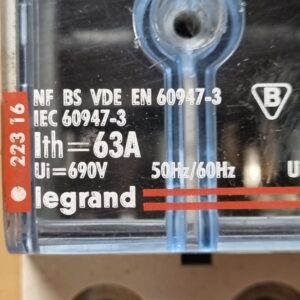 NF BS VDE EN 60947-3
IEC 60947-3
Ith=63A
Ui=690V 50Hz/60Hz U
legrand
223 16
B